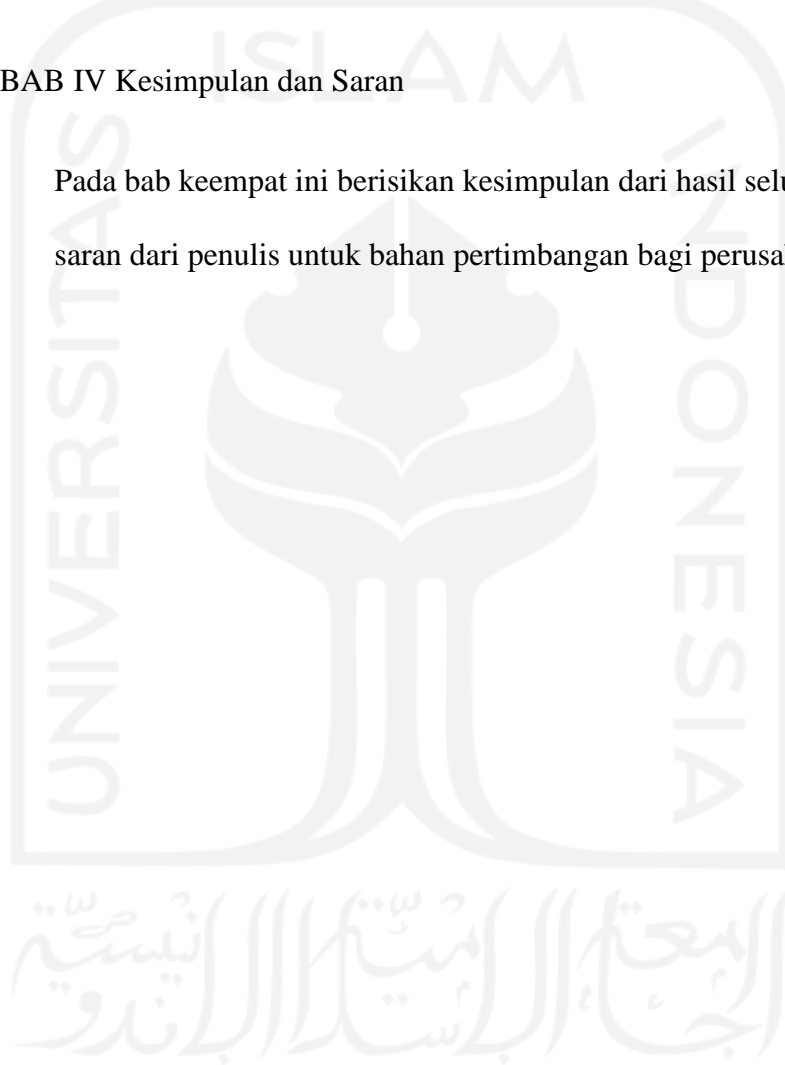 ISLAM
BAB IV Kesimpulan dan Saran
UNIVERSITAS
INDONESIA
Pada bab keempat ini berisikan kesimpulan dari hasil
saran dari penulis untuk bahan pertimbangan bagi